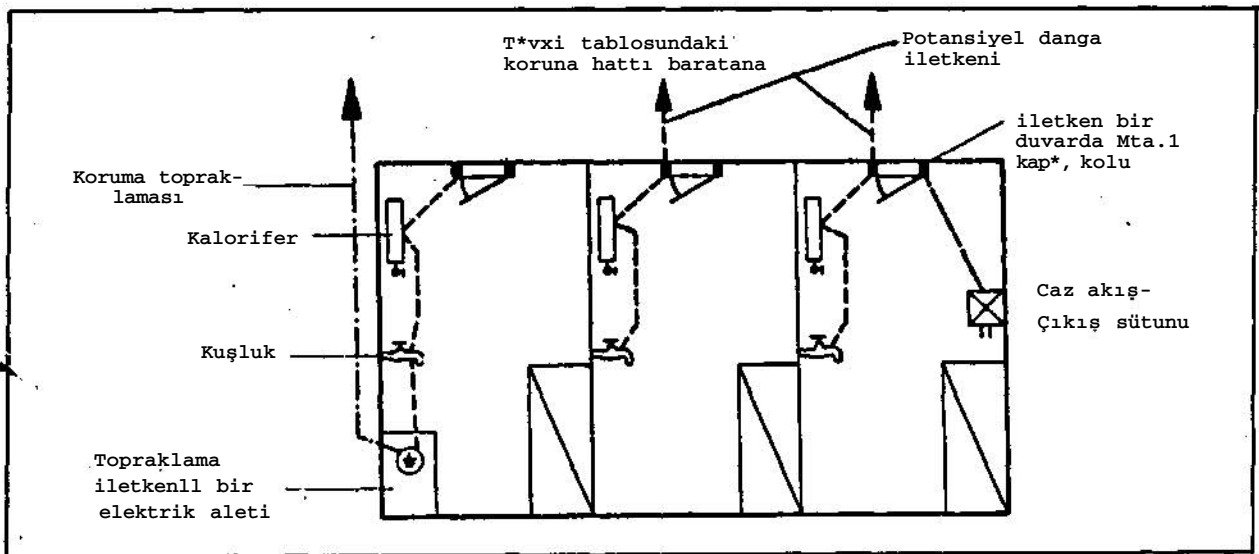 T*vxi tablosundaki
koruna hattı baratana
Potansiyel danga
iletkeni
iletken bir
duvarda Mta.1
kap*, kolu
Koruma toprak-
laması
Kalorifer
Caz akış-
Çıkış sütunu
Kuşluk
Topraklama
iletkenll bir
elektrik aleti